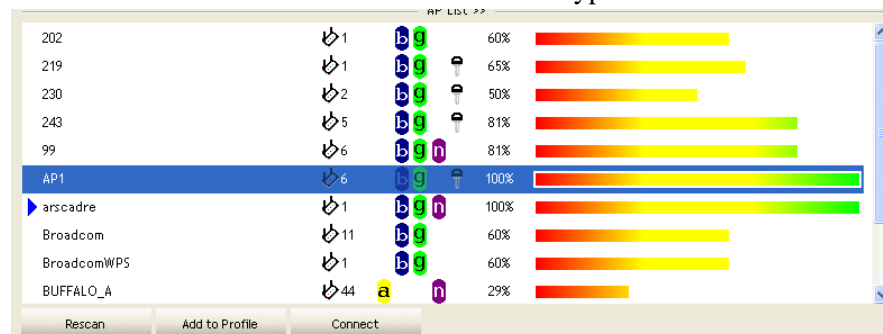 AP List >>
202 1 b g 60%
219 1 b g 65%
230 2 b g 50%
243 5 b g 81%
99 6 b g n 81%
AP1 6 b g 100%
arscadre 1 b g n 100%
Broadcom 11 b g 60%
BroadcomWPS 1 b g 60%
BUFFALO_A 44 a n 29%
Rescan Add to Profile Connect